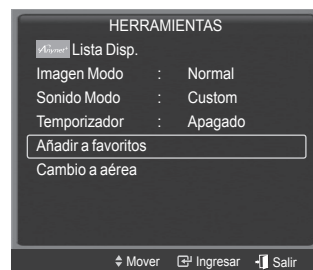 HERRAMIENTAS
Anynet+ Lista Disp.
Imagen Modo : Normal
Sonido Modo : Custom
Temporizador : Apagado
Añadir a favoritos
Cambio a aérea
Mover Ingresar Salir